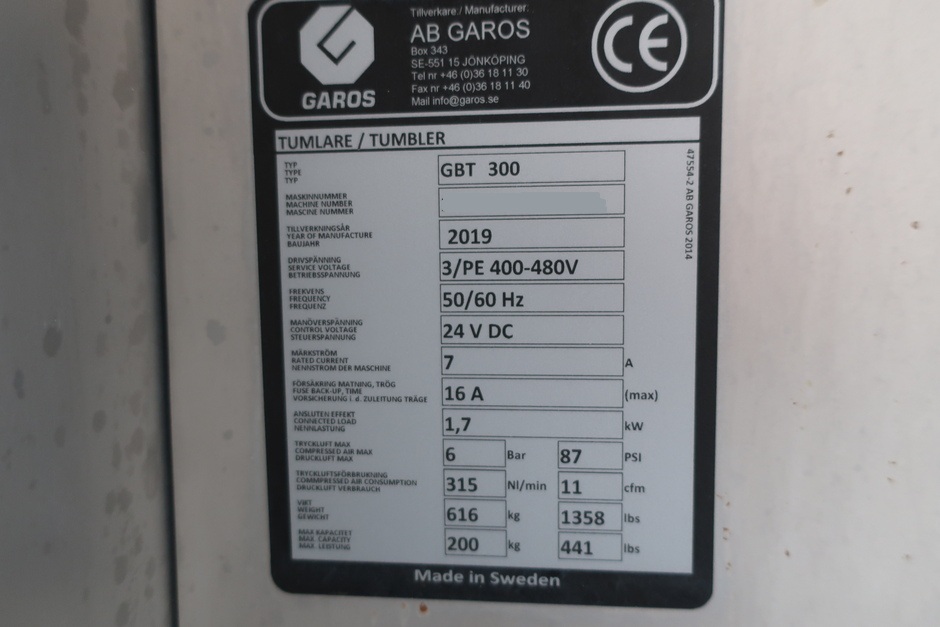 Tillverkare / Manufacturer:
AB GAROS
Box 343
SE-551 15 JÖNKÖPING
Tel nr +46 (0)36 18 11 30
Fax nr +46 (0)36 18 11 40
Mail info@garos.se
GAROS
CE
TUMLARE / TUMBLER
TYP
TYPE
TYP
GBT 300
MASKINNUMMER
MACHINE NUMBER
MASCINE NUMMER
TILLVERKNINGSÅR
YEAR OF MANUFACTURE
BAUJAHR
2019
DRIVSPÄNNING
SERVICE VOLTAGE
BETRIEBSSPANNUNG
3/PE 400-480V
FREKVENS
FREQUENCY
FREQUENZ
50/60 Hz
MANÖVERSPÄNNING
CONTROL VOLTAGE
STEUERSPANNUNG
24 V DC
MÄRKSTRÖM
RATED CURRENT
NENNSTROM DER MASCHINE
7 A
FÖRSÄKRING MATNING, TRÖG
FUSE BACK-UP, TIME
VORSICHERUNG I. d. ZULEITUNG TRÄGE
16 A (max)
ANSLUTEN EFFEKT
CONNECTED LOAD
NENNLASTUNG
1,7 kW
TRYCKLUFT MAX
COMPRESSED AIR MAX
DRUCKLUFT MAX
6 Bar 87 PSI
TRYCKLUFTSFÖRBRUKNING
COMMPRESSED AIR CONSUMPTION
DRUCKLUFT VERBRAUCH
315 Nl/min 11 cfm
VIKT
WEIGHT
GEWICHT
616 kg 1358 lbs
MAX KAPACITET
MAX. CAPACITY
MAX. LEISTUNG
200 kg 441 lbs
47554-2 AB GAROS 2014
Made in Sweden